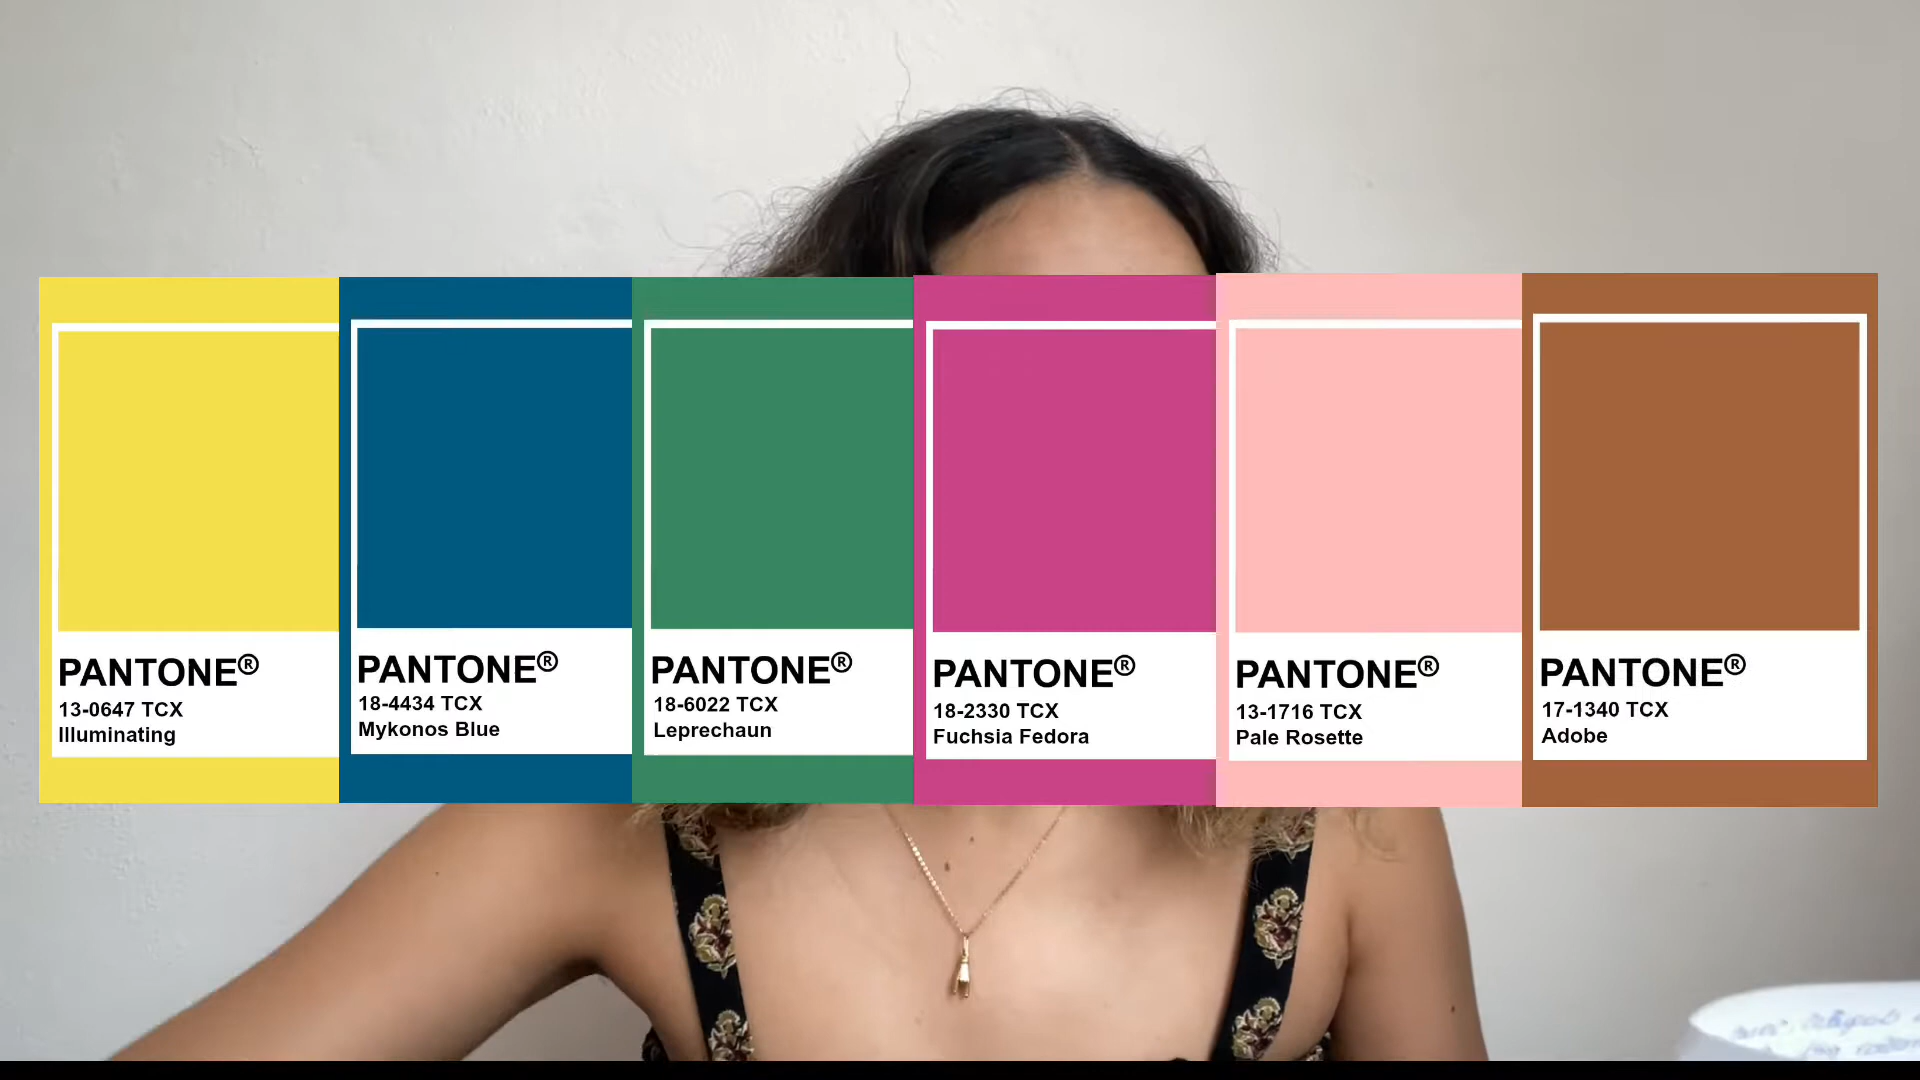 PANTONE®
13-0647 TCX
Illuminating
PANTONE®
18-4434 TCX
Mykonos Blue
PANTONE®
18-6022 TCX
Leprechaun
PANTONE®
18-2330 TCX
Fuchsia Fedora
PANTONE®
13-1716 TCX
Pale Rosette
PANTONE®
17-1340 TCX
Adobe